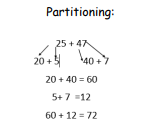 Partitioning:
25 + 47
20 + 5 40 + 7
20 + 40 = 60
5+ 7 =12
60 + 12 = 72